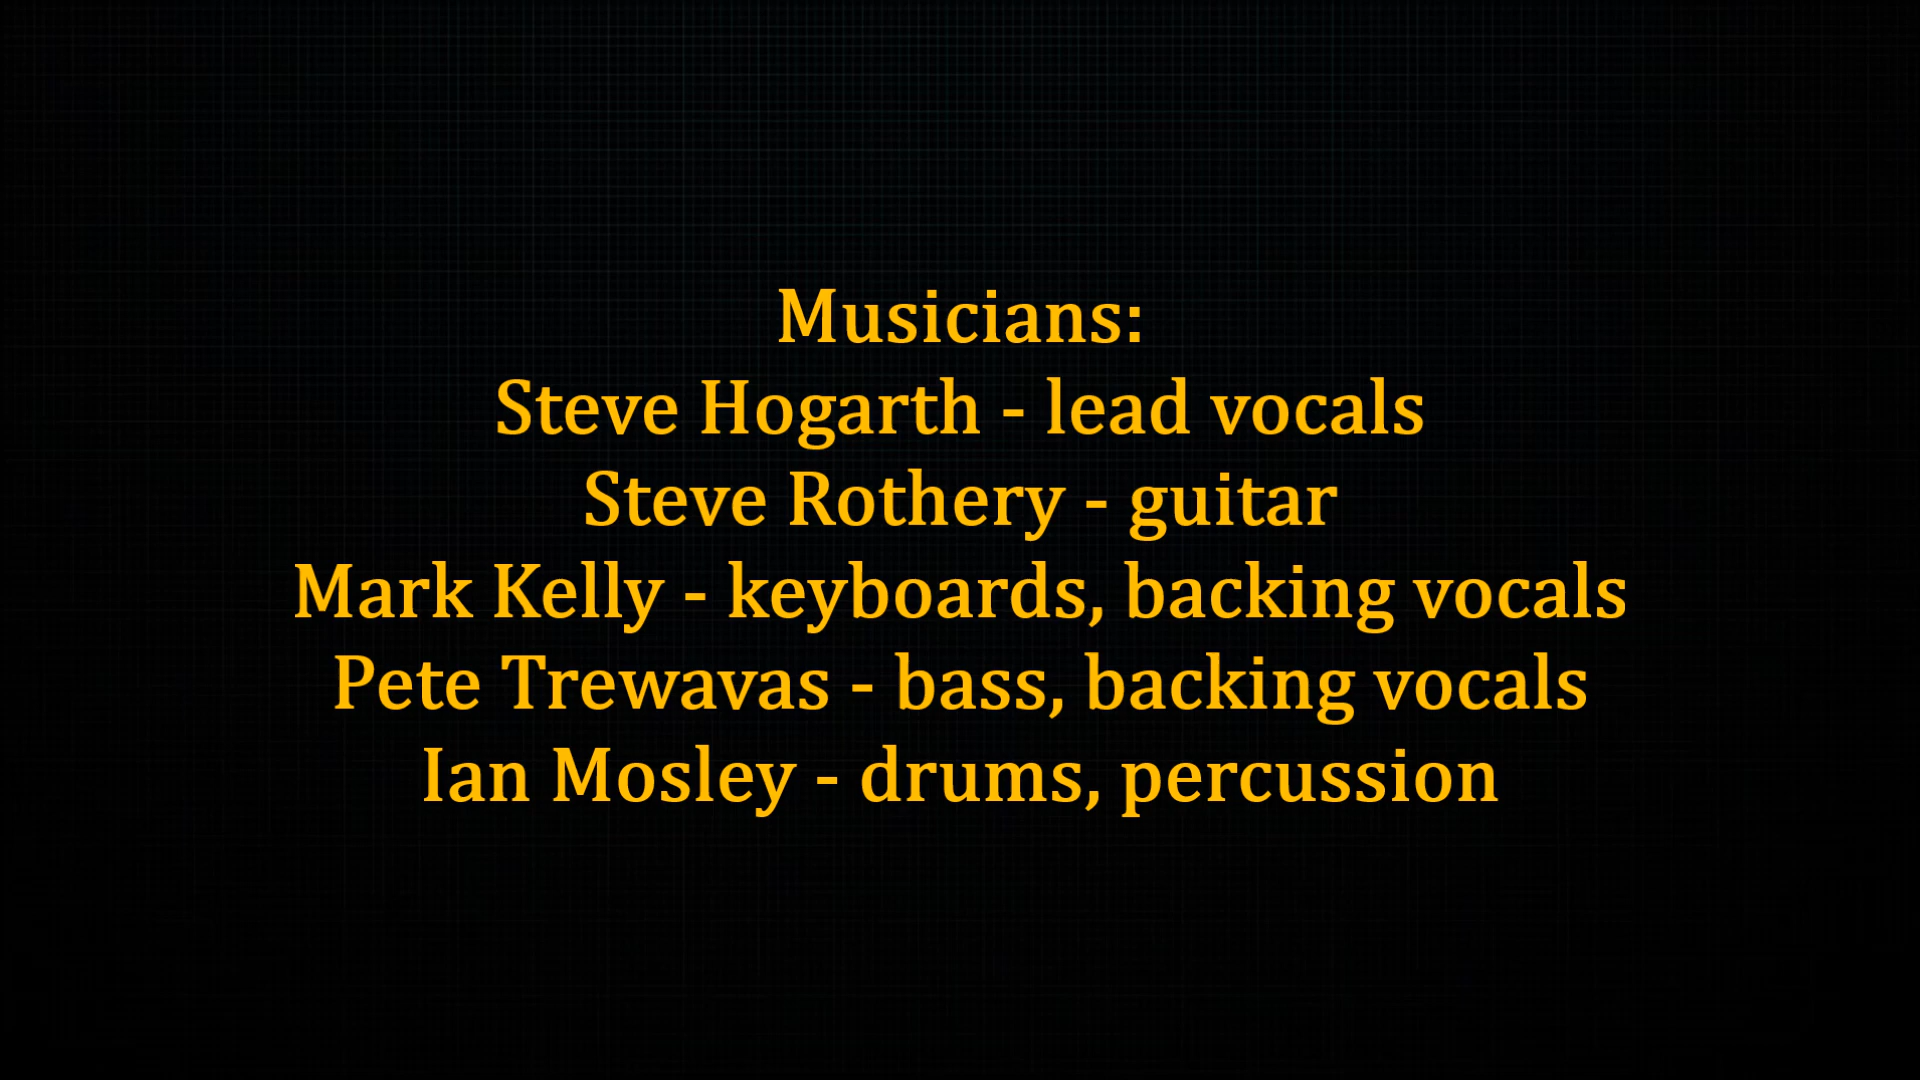 Musicians:
Steve Hogarth - lead vocals
Steve Rothery - guitar
Mark Kelly - keyboards, backing vocals
Pete Trewavas - bass, backing vocals
Ian Mosley - drums, percussion